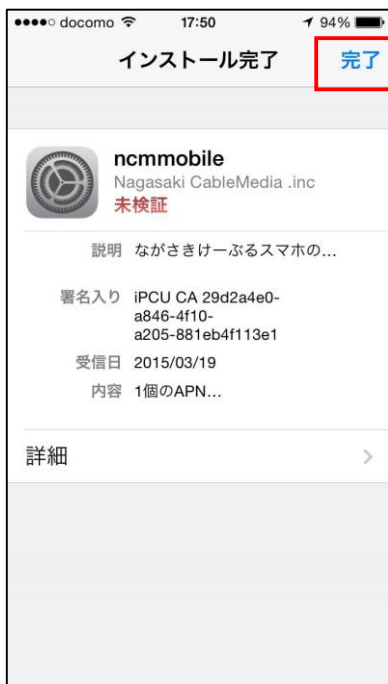 docomo 17:50 94%
インストール完了 完了
ncmmobile
Nagasaki CableMedia .inc
未検証
説明 ながさきけーぶるスマホの...
署名入り iPCU CA 29d2a4e0-
a846-4f10-
a205-881eb4f113e1
受信日 2015/03/19
内容 1個のAPN...
詳細